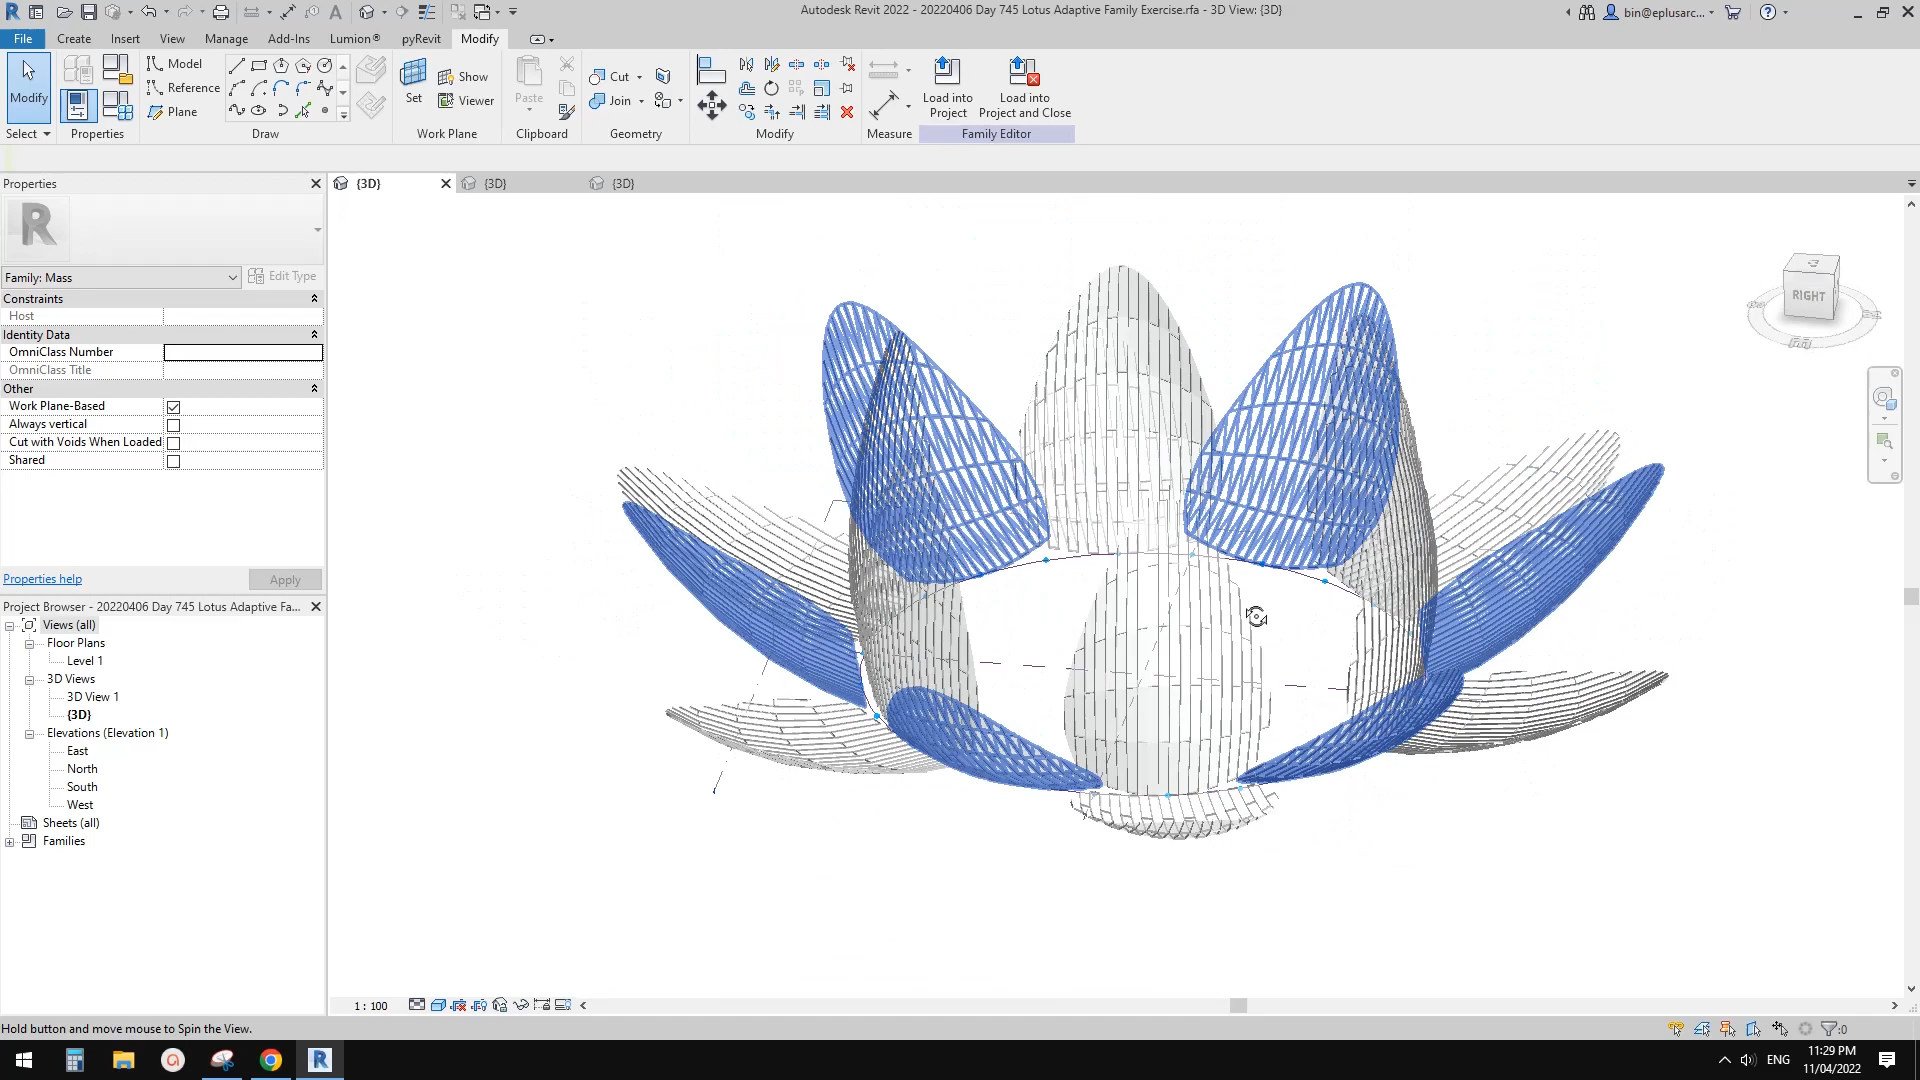 Autodesk Revit 2022 - 20220406 Day 745 Lotus Adaptive Family Exercise.rfa - 3D View: {3D}
bin@eplusarc...
File Create Insert View Manage Add-Ins Lumion® pyRevit Modify
Modify
Select
Properties
Model
Reference
Plane
Draw
Set
Show
Viewer
Work Plane
Paste
Clipboard
Cut
Join
Geometry
Modify
Measure
Load into
Project
Load into
Project and Close
Family Editor
Properties
{3D} {3D} {3D}
R
Family: Mass Edit Type
Constraints
Host
Identity Data
OmniClass Number
OmniClass Title
Other
Work Plane-Based
Always vertical
Cut with Voids When Loaded
Shared
Properties help Apply
Project Browser - 20220406 Day 745 Lotus Adaptive Fa...
Views (all)
Floor Plans
Level 1
3D Views
3D View 1
{3D}
Elevations (Elevation 1)
East
North
South
West
Sheets (all)
Families
RIGHT
1 : 100
Hold button and move mouse to Spin the View.
:0
ENG
11:29 PM
11/04/2022